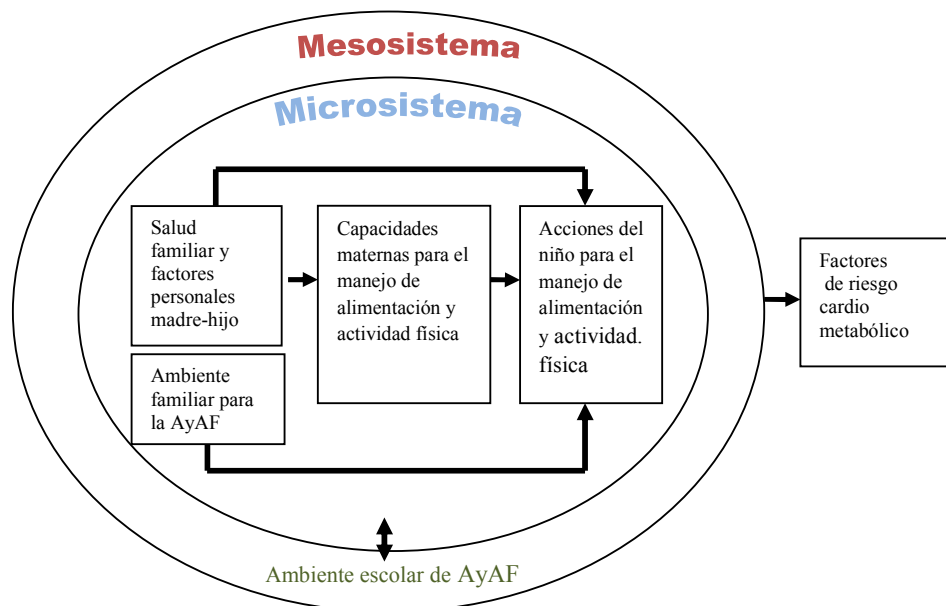 Mesosistema
Microsistema
Salud
familiar y
factores
personales
madre-hijo
Capacidades
maternas para el
manejo de
alimentación y
actividad física
Acciones del
niño para el
manejo de
alimentación
y actividad.
física
Ambiente
familiar para
la AyAF
Factores
de riesgo
cardio
metabólico
Ambiente escolar de AyAF